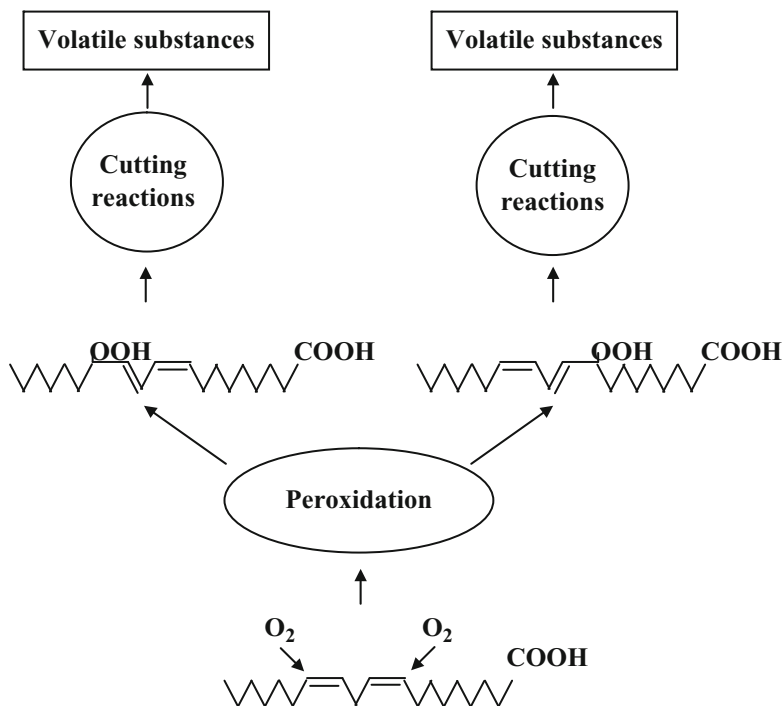 Volatile substances
Volatile substances
Cutting
reactions
Cutting
reactions
OOH
COOH
OOH
COOH
Peroxidation
O₂
O₂
COOH